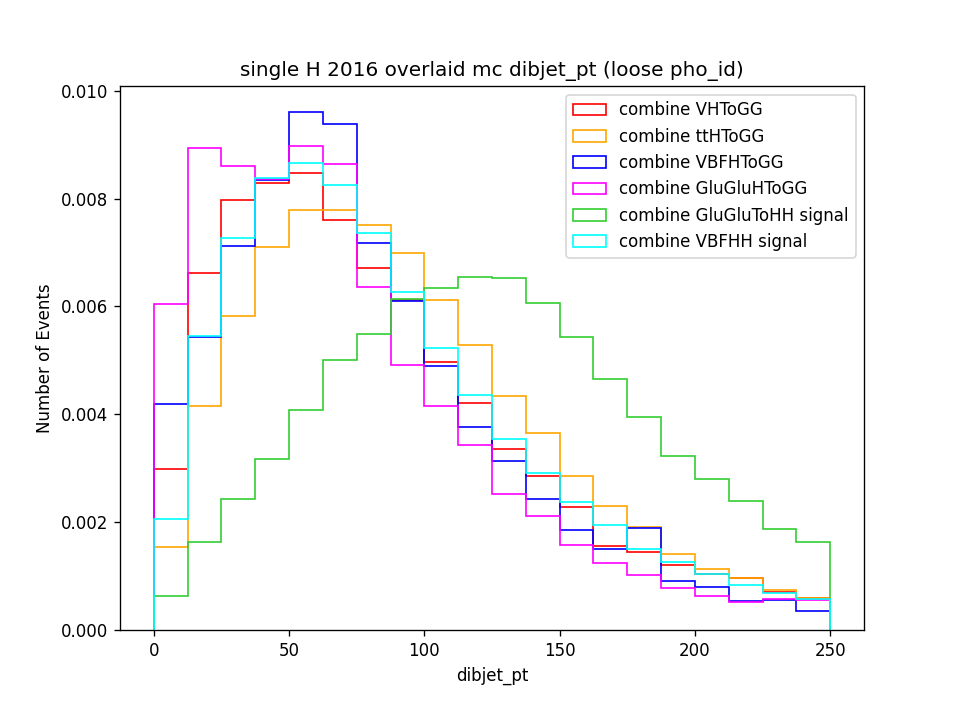 single H 2016 overlaid mc dibjet_pt (loose pho_id)
0.010
0.008
0.006
0.004
0.002
0.000
Number of Events
combine VHToGG
combine ttHToGG
combine VBFHToGG
combine GluGluHToGG
combine GluGluToHH signal
combine VBFHH signal
0 50 100 150 200 250
dibjet_pt